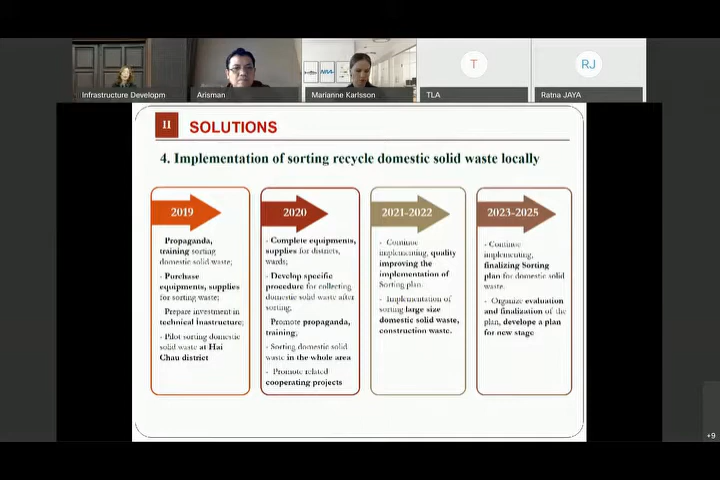 Infrastructure Developm
Arisman
Marianne Karlsson
T
TLA
RJ
Ratna JAYA
NIVA
II
SOLUTIONS
4. Implementation of sorting recycle domestic solid waste locally
2019
Propaganda,
training sorting
domestic solid waste;
- Purchase
equipments, supplies
for sorting waste;
Prepare investment in
technical inastructure;
- Pilot sorting domestic
solid waste at Hai
Chau district
2020
- Complete equipments,
supplies for districts,
wards;
- Develop specific
procedure for collecting
domestic solid waste after
sorting,
Promote propaganda,
training;
- Sorting domestic solid
waste in the whole area
- Promote related
cooperating projects
2021-2022
- Continue
implementing, quality
improving the
implementation of
Sorting plan.
- Implementation of
sorting large size
domestic solid waste,
construction waste.
2023-2025
- Continue
implementing,
finalizing Sorting
plan for domestic solid
waste.
- Organize evaluation
and finalization of the
plan, develope a plan
for new stage
+9